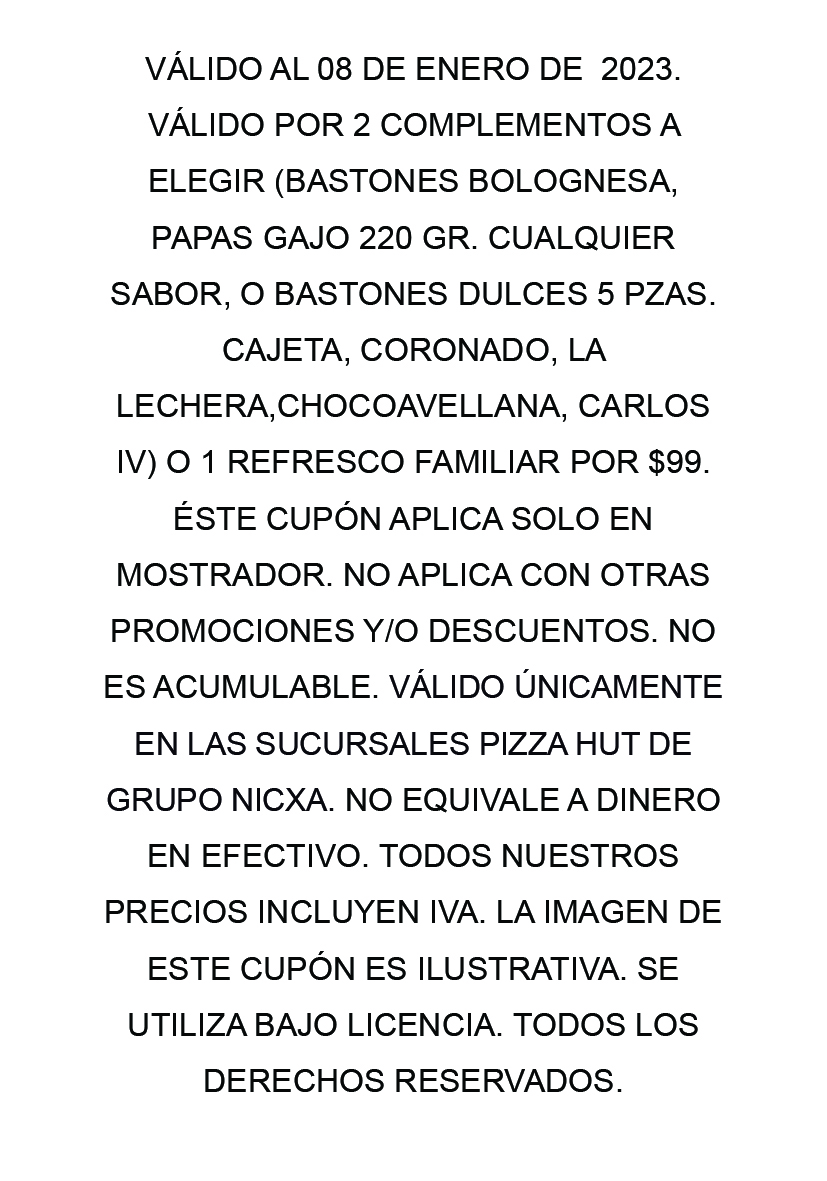 VÁLIDO AL 08 DE ENERO DE  2023.
VÁLIDO POR 2 COMPLEMENTOS A
ELEGIR (BASTONES BOLOGNESA,
PAPAS GAJO 220 GR. CUALQUIER
SABOR, O BASTONES DULCES 5 PZAS.
CAJETA, CORONADO, LA
LECHERA,CHOCOAVELLANA, CARLOS
IV) O 1 REFRESCO FAMILIAR POR $99.
ÉSTE CUPÓN APLICA SOLO EN
MOSTRADOR. NO APLICA CON OTRAS
PROMOCIONES Y/O DESCUENTOS. NO
ES ACUMULABLE. VÁLIDO ÚNICAMENTE
EN LAS SUCURSALES PIZZA HUT DE
GRUPO NICXA. NO EQUIVALE A DINERO
EN EFECTIVO. TODOS NUESTROS
PRECIOS INCLUYEN IVA. LA IMAGEN DE
ESTE CUPÓN ES ILUSTRATIVA. SE
UTILIZA BAJO LICENCIA. TODOS LOS
DERECHOS RESERVADOS.